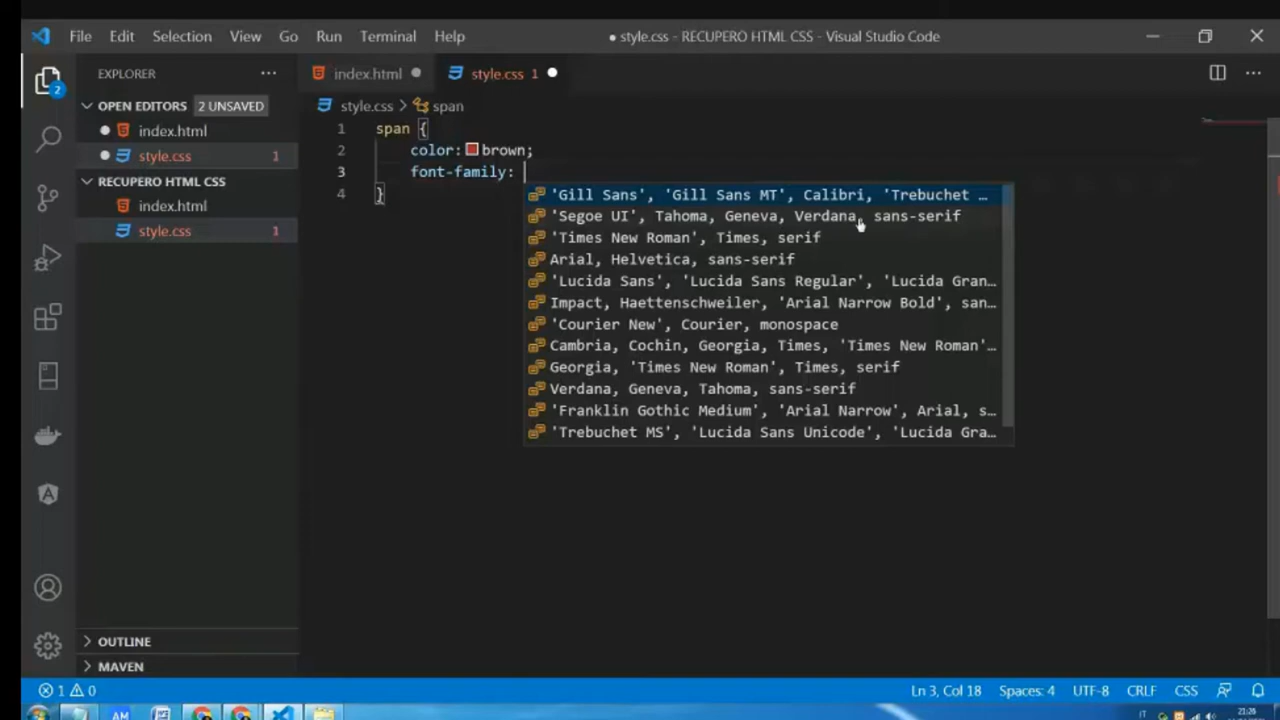 File Edit Selection View Go Run Terminal Help
● style.css - RECUPERO HTML CSS - Visual Studio Code
EXPLORER
index.html
style.css 1
OPEN EDITORS 2 UNSAVED
style.css > span
index.html
style.css 1
RECUPERO HTML CSS
index.html
style.css 1
2
1 span {
2 color: brown;
3 font-family:
4 }
'Gill Sans', 'Gill Sans MT', Calibri, 'Trebuchet …
'Segoe UI', Tahoma, Geneva, Verdana, sans-serif
'Times New Roman', Times, serif
Arial, Helvetica, sans-serif
'Lucida Sans', 'Lucida Sans Regular', 'Lucida Gran…
Impact, Haettenschweiler, 'Arial Narrow Bold', san…
'Courier New', Courier, monospace
Cambria, Cochin, Georgia, Times, 'Times New Roman'…
Georgia, 'Times New Roman', Times, serif
Verdana, Geneva, Tahoma, sans-serif
'Franklin Gothic Medium', 'Arial Narrow', Arial, s…
'Trebuchet MS', 'Lucida Sans Unicode', 'Lucida Gra…
OUTLINE
MAVEN
1 0
Ln 3, Col 18 Spaces: 4 UTF-8 CRLF CSS
AM
IT 21:26